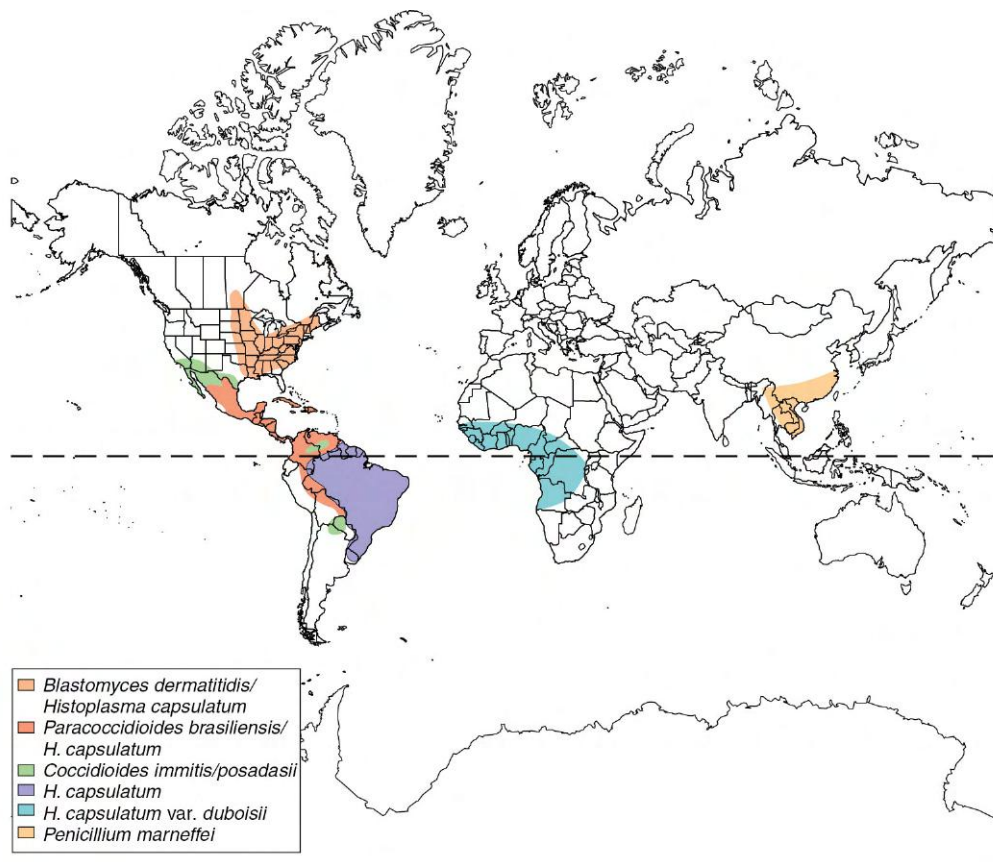 Blastomyces dermatitidis/
Histoplasma capsulatum
Paracoccidioides brasiliensis/
H. capsulatum
Coccidioides immitis/posadasii
H. capsulatum
H. capsulatum var. duboisii
Penicillium marneffei